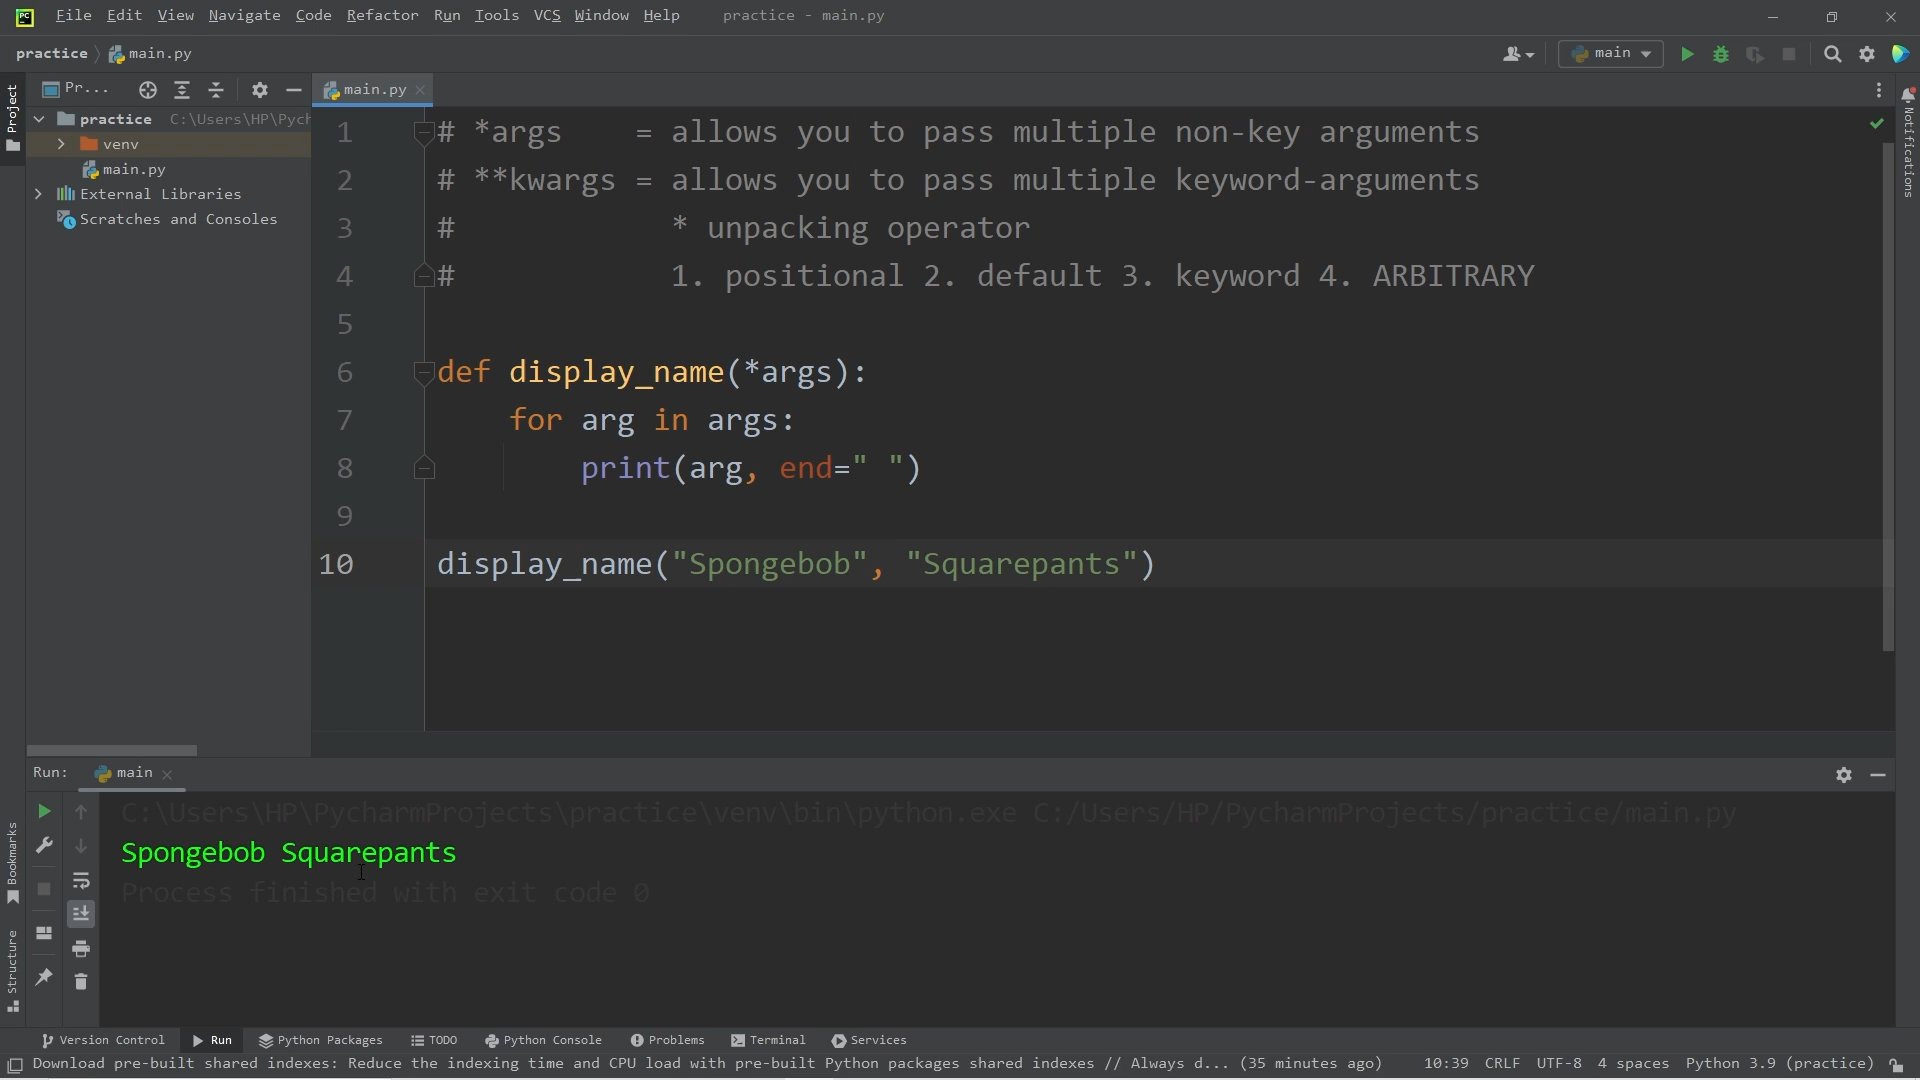 File Edit View Navigate Code Refactor Run Tools VCS Window Help practice - main.py
practice main.py main
Project
Pr...
main.py
Notifications
practice C:\Users\HP\Pych
venv
main.py
External Libraries
Scratches and Consoles
1 # *args    = allows you to pass multiple non-key arguments
2 # **kwargs = allows you to pass multiple keyword-arguments
3 #            * unpacking operator
4 #            1. positional 2. default 3. keyword 4. ARBITRARY
5
6 def display_name(*args):
7     for arg in args:
8         print(arg, end=" ")
9
10 display_name("Spongebob", "Squarepants")
Run: main
C:\Users\HP\PycharmProjects\practice\venv\bin\python.exe C:/Users/HP/PycharmProjects/practice/main.py
Spongebob Squarepants
Process finished with exit code 0
Bookmarks
Structure
Version Control Run Python Packages TODO Python Console Problems Terminal Services
Download pre-built shared indexes: Reduce the indexing time and CPU load with pre-built Python packages shared indexes // Always d... (35 minutes ago) 10:39 CRLF UTF-8 4 spaces Python 3.9 (practice)